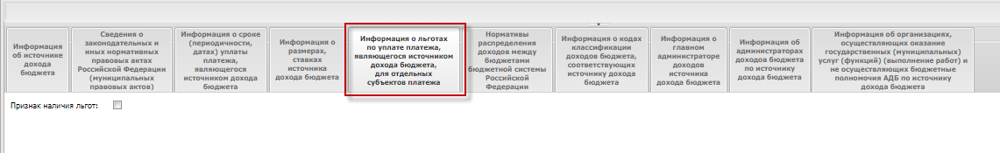 Информация
об источнике
дохода
бюджета
Сведения о
законодательных и
иных нормативных
правовых актах
Российской Федерации
(муниципальных
правовых актов)
Информация о сроке
(периодичности,
датах) уплаты
платежа,
являющегося
источником дохода
бюджета
Информация о
размерах,
ставках
источника
дохода бюджета
Информация о льготах
по уплате платежа,
являющегося источником
дохода бюджета,
для отдельных
субъектов платежа
Нормативы
распределения
доходов между
бюджетами
бюджетной системы
Российской
Федерации
Информация о кодах
классификации
доходов бюджета,
соответствующих
источнику дохода
бюджета
Информация о
главном
администраторе
доходов
источника
дохода бюджета
Информация об
администраторах
доходов бюджета
по источнику
дохода бюджета
Информация об организациях,
осуществляющих оказание
государственных (муниципальных)
услуг (функций) (выполнение работ) и
не осуществляющих бюджетные
полномочия АДБ по источнику
дохода бюджета
Признак наличия льгот: